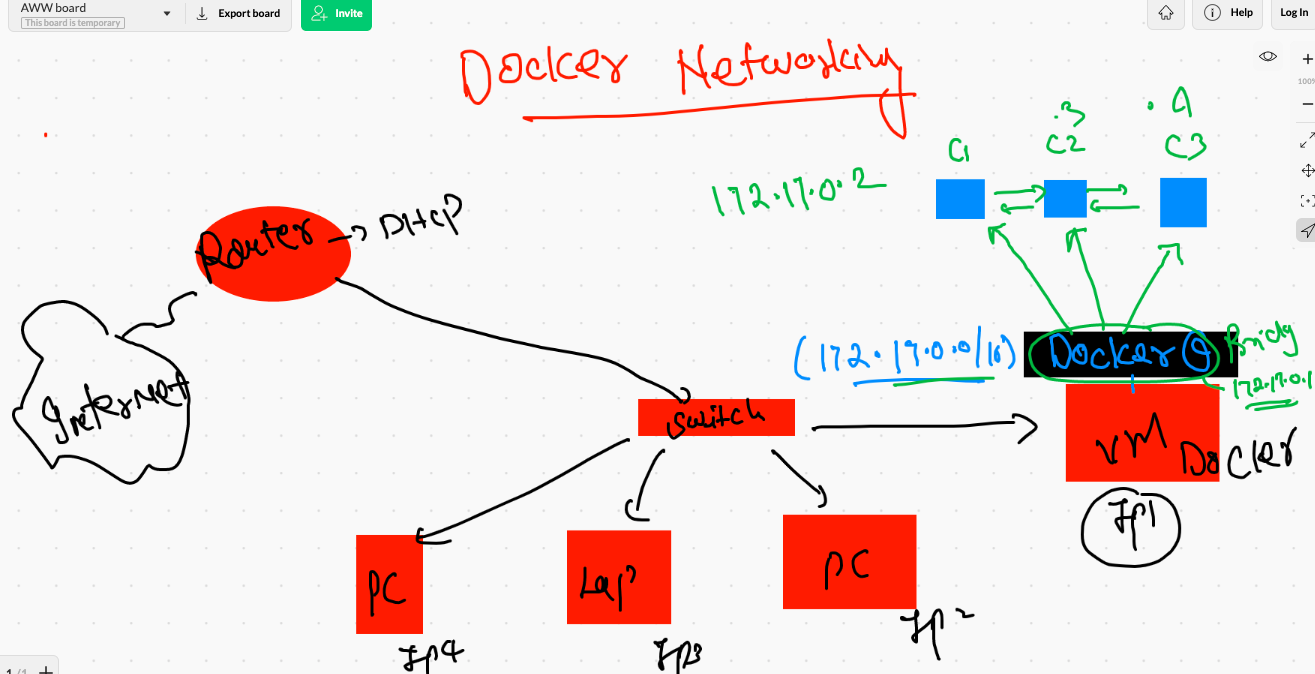 AWW board
This board is temporary
Export board
Invite
Help
Log In
100%
Docker Networking
.3
.4
C1
C2
C3
172.17.0.2
Router → DHCP
Internet
(172.17.0.0/16)
Docker 0
172.17.0.1
Switch
VM
Docker
Ip1
PC
Lap
PC
Ip4
Ip3
Ip2
1 /1